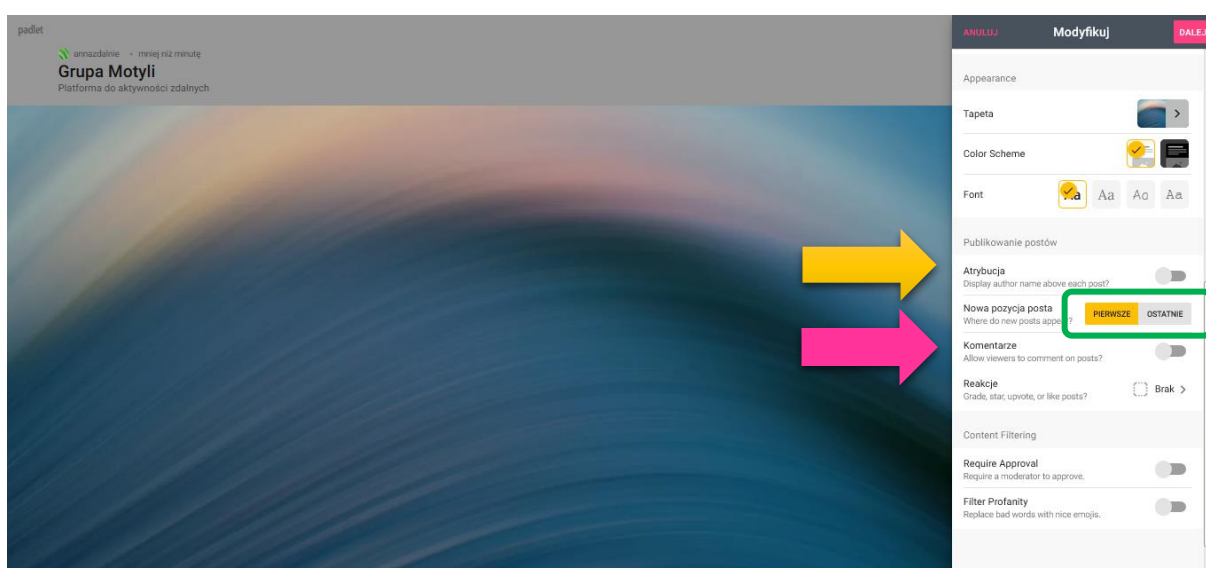 padlet
annazdalnie • mniej niż minutę
Grupa Motyli
Platforma do aktywności zdalnych
ANULUJ Modyfikuj DALEJ
Appearance
Tapeta
Color Scheme
Font Aa Aa Aa
Publikowanie postów
Atrybucja
Display author name above each post?
Nowa pozycja posta
Where do new posts appear?
PIERWSZE OSTATNIE
Komentarze
Allow viewers to comment on posts?
Reakcje
Grade, star, upvote, or like posts?
Brak
Content Filtering
Require Approval
Require a moderator to approve.
Filter Profanity
Replace bad words with nice emojis.